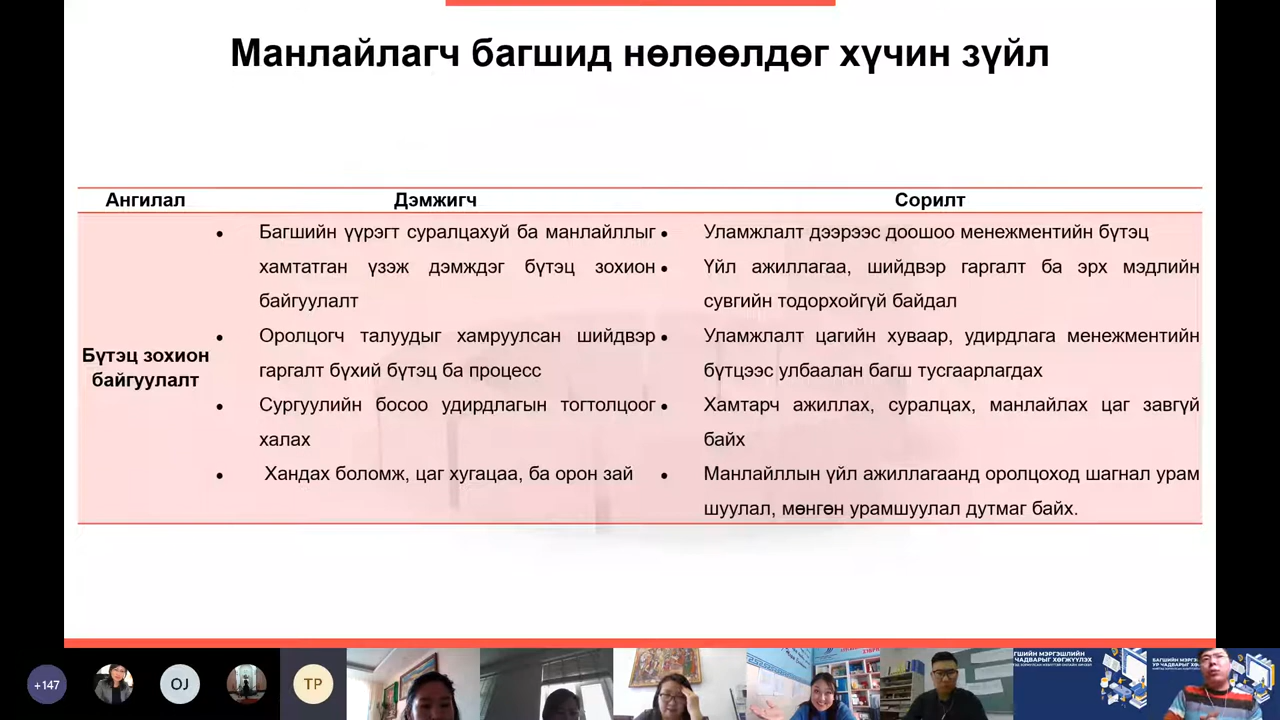 Манлайлагч багшид нөлөөлдөг хүчин зүйл
Ангилал
Дэмжигч
Сорилт
Бүтэц зохион
байгуулалт
• Багшийн үүрэгт суралцахуй ба манлайллыг
хамтатган үзэж дэмждэг бүтэц зохион
байгуулалт
• Оролцогч талуудыг хамруулсан шийдвэр
гаргалт бүхий бүтэц ба процесс
• Сургуулийн босоо удирдлагын тогтолцоог
халах
• Хандах боломж, цаг хугацаа, ба орон зай
• Уламжлалт дээрээс доошоо менежментийн бүтэц
• Үйл ажиллагаа, шийдвэр гаргалт ба эрх мэдлийн
сувгийн тодорхойгүй байдал
• Уламжлалт цагийн хуваар, удирдлага менежментийн
бүтцээс улбаалан багш тусгаарлагдах
• Хамтарч ажиллах, суралцах, манлайлах цаг завгүй
байх
• Манлайллын үйл ажиллагаанд оролцоход шагнал урам
шуулал, мөнгөн урамшуулал дутмаг байх.
+147
OJ
TP